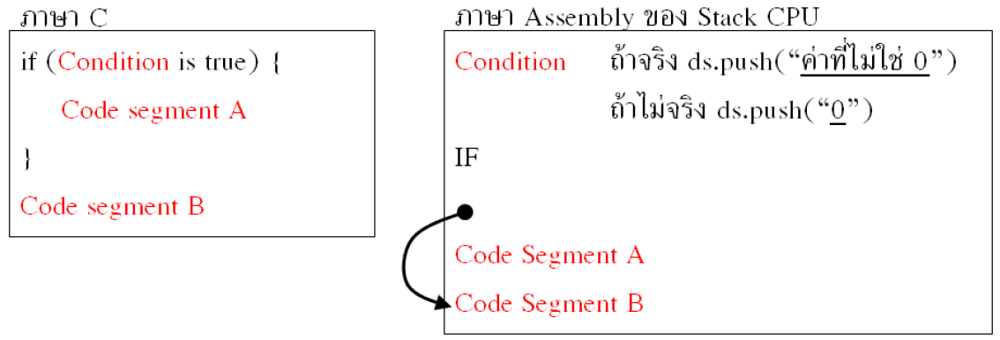 ภาษา C
if (Condition is true) {
Code segment A
}
Code segment B
ภาษา Assembly ของ Stack CPU
Condition ถ้าจริง ds.push(“ค่าที่ไม่ใช่ 0”)
ถ้าไม่จริง ds.push(“0”)
IF
Code Segment A
Code Segment B